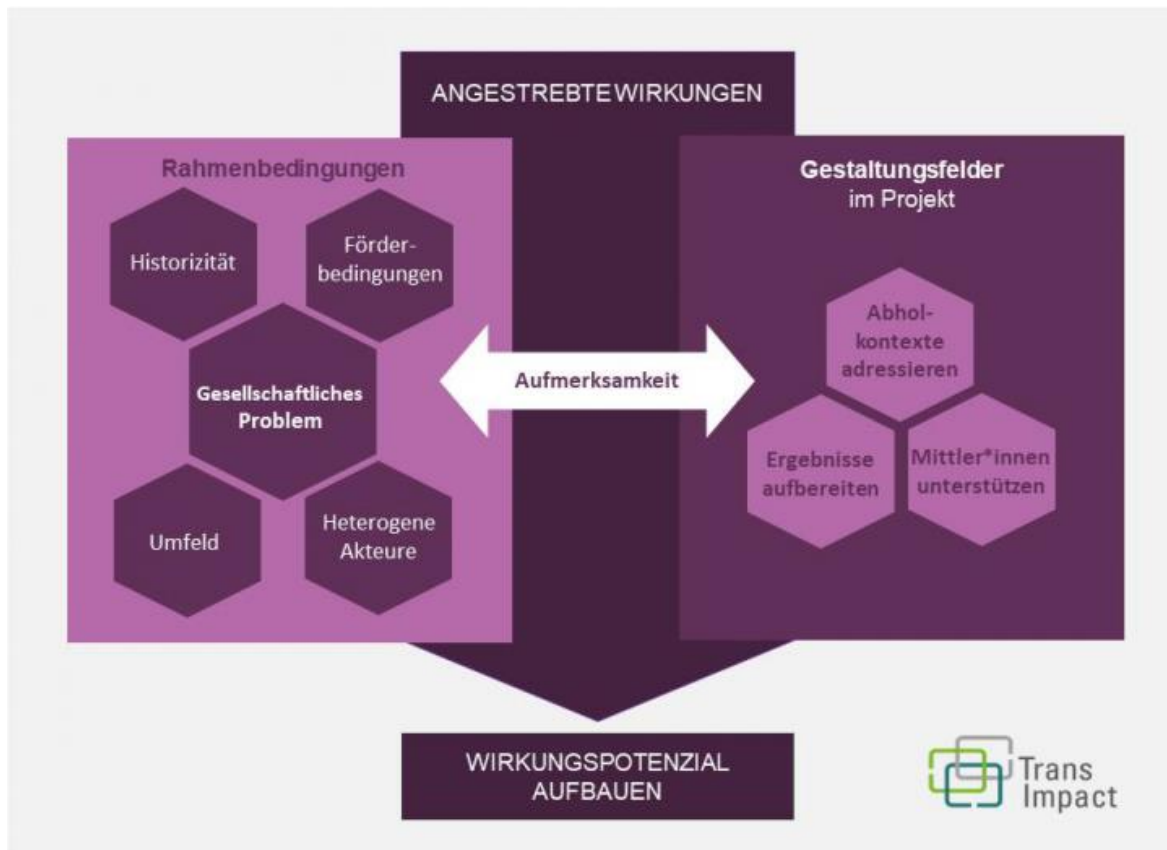 ANGESTREBTE WIRKUNGEN
Rahmenbedingungen
Historizität
Förder-
bedingungen
Gesellschaftliches
Problem
Umfeld
Heterogene
Akteure
Aufmerksamkeit
Gestaltungsfelder
im Projekt
Abhol-
kontexte
adressieren
Ergebnisse
aufbereiten
Mittler*innen
unterstützen
WIRKUNGSPOTENZIAL
AUFBAUEN
Trans
Impact